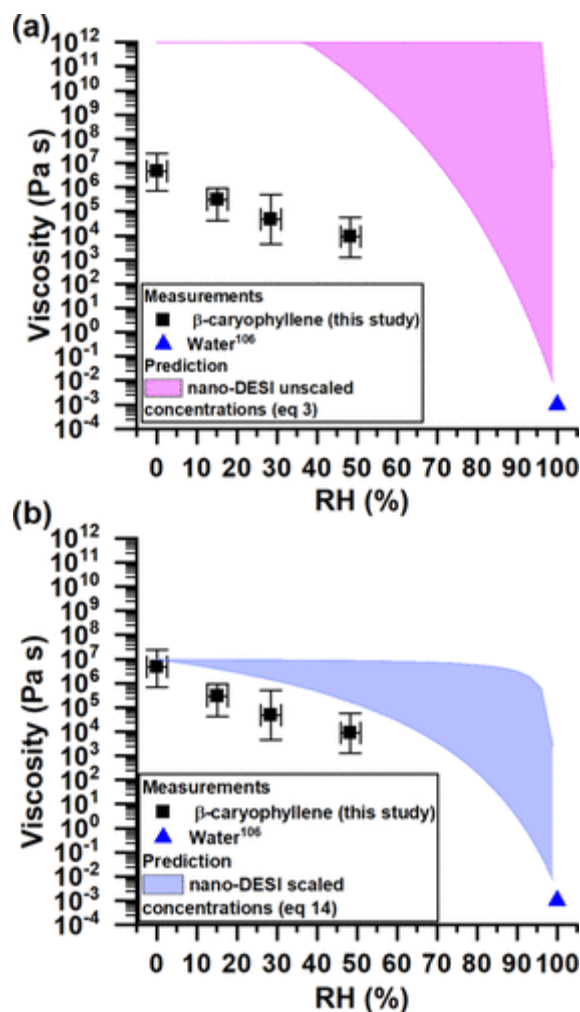 (a)
10¹²
10¹¹
10¹⁰
10⁹
10⁸
10⁷
10⁶
10⁵
10⁴
10³
10²
10¹
10⁰
10⁻¹
10⁻²
10⁻³
10⁻⁴
Viscosity (Pa s)
Measurements
β-caryophyllene (this study)
Water¹⁰⁶
Prediction
nano-DESI unscaled
concentrations (eq 3)
0 10 20 30 40 50 60 70 80 90 100
RH (%)
(b)
10¹²
10¹¹
10¹⁰
10⁹
10⁸
10⁷
10⁶
10⁵
10⁴
10³
10²
10¹
10⁰
10⁻¹
10⁻²
10⁻³
10⁻⁴
Viscosity (Pa s)
Measurements
β-caryophyllene (this study)
Water¹⁰⁶
Prediction
nano-DESI scaled
concentrations (eq 14)
0 10 20 30 40 50 60 70 80 90 100
RH (%)